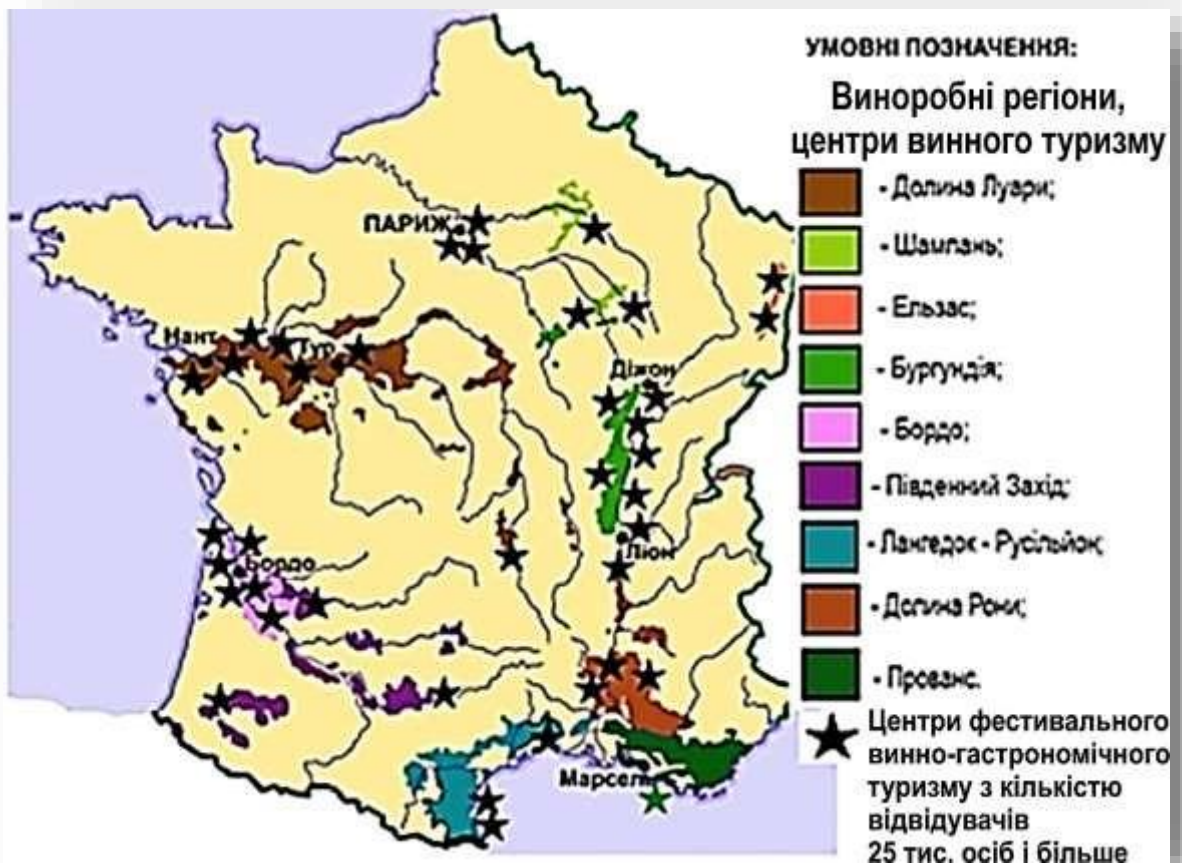 УМОВНІ ПОЗНАЧЕННЯ:
Виноробні регіони,
центри винного туризму
- Долина Луари;
- Шампань;
- Ельзас;
- Бургундія;
- Бордо;
- Південний Захід;
- Лангедок - Русільйон;
- Долина Рони;
- Прованс.
Центри фестивального
винно-гастрономічного
туризму з кількістю
відвідувачів
25 тис. осіб і більше
ПАРИЖ
Нант
Тур
Діжон
Ліон
Бордо
Марсель